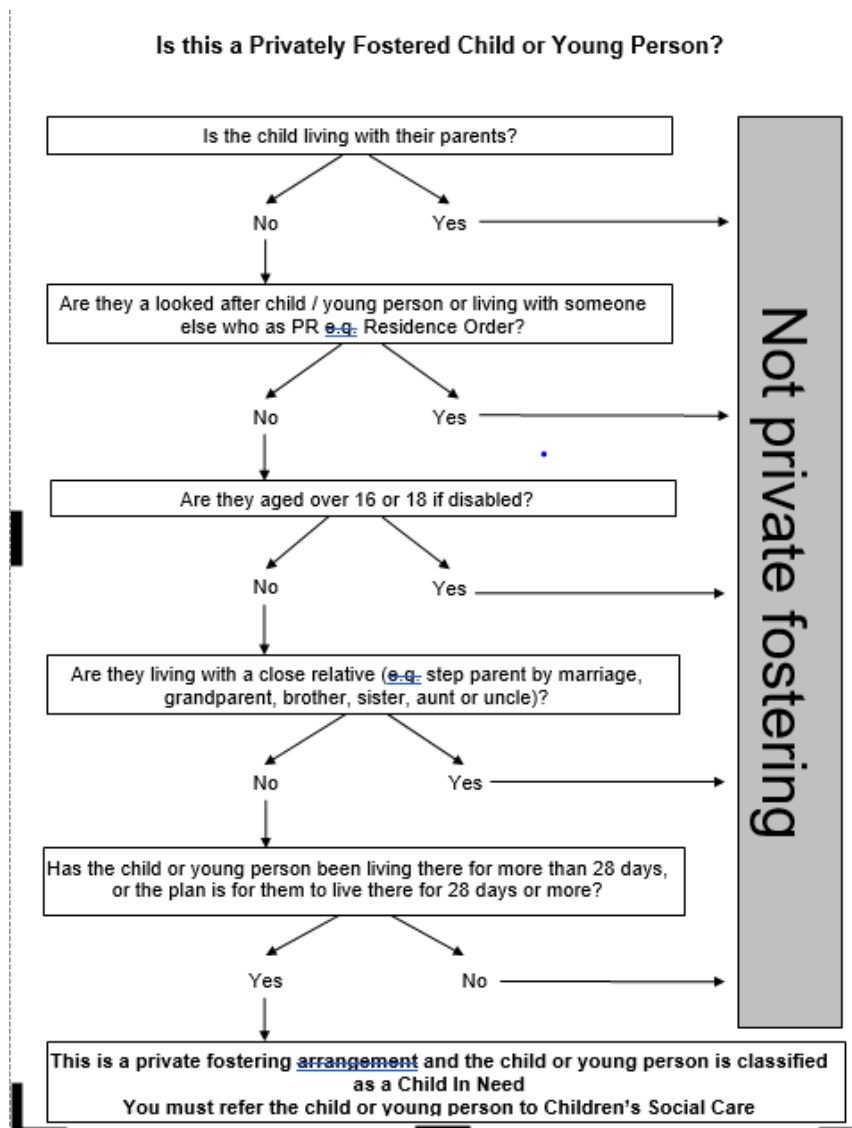 Is this a Privately Fostered Child or Young Person?
Is the child living with their parents?
No
Yes
Are they a looked after child / young person or living with someone
else who as PR e.g. Residence Order?
No
Yes
Are they aged over 16 or 18 if disabled?
No
Yes
Are they living with a close relative (e.g. step parent by marriage,
grandparent, brother, sister, aunt or uncle)?
No
Yes
Has the child or young person been living there for more than 28 days,
or the plan is for them to live there for 28 days or more?
Yes
No
Not private fostering
This is a private fostering arrangement and the child or young person is classified
as a Child In Need
You must refer the child or young person to Children's Social Care